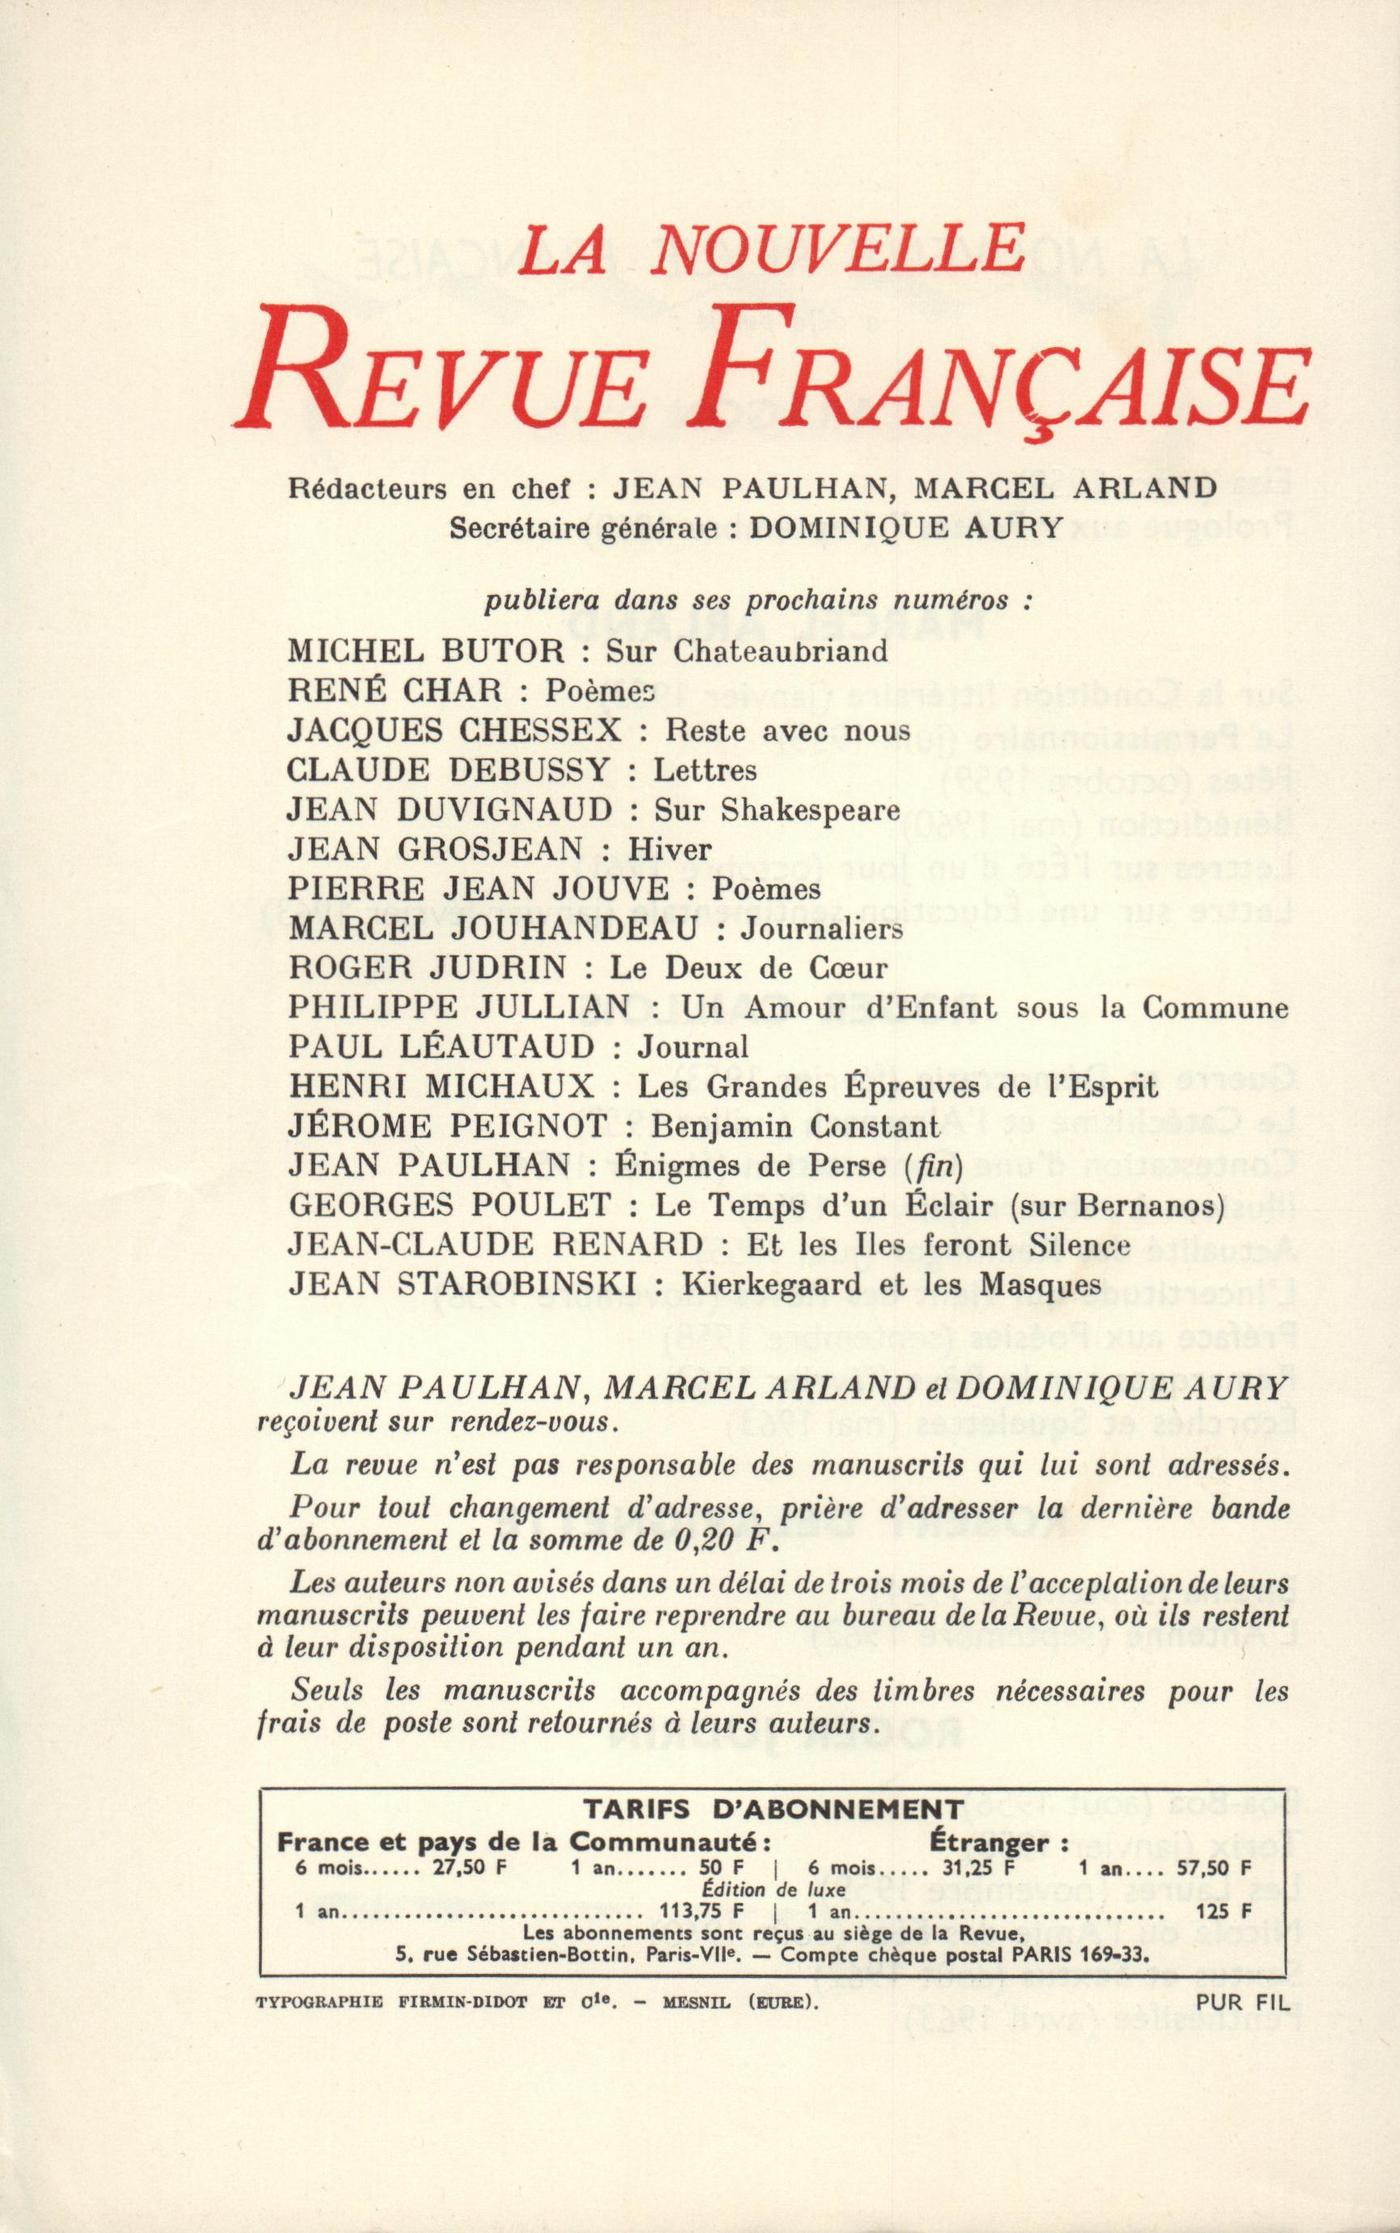 LA NOUVELLE
REVUE FRANÇAISE
Rédacteurs en chef : JEAN PAULHAN, MARCEL ARLAND
Secrétaire générale : DOMINIQUE AURY
publiera dans ses prochains numéros :
MICHEL BUTOR : Sur Chateaubriand
RENÉ CHAR : Poèmes
JACQUES CHESSEX : Reste avec nous
CLAUDE DEBUSSY : Lettres
JEAN DUVIGNAUD : Sur Shakespeare
JEAN GROSJEAN : Hiver
PIERRE JEAN JOUVE : Poèmes
MARCEL JOUHANDEAU : Journaliers
ROGER JUDRIN : Le Deux de Cœur
PHILIPPE JULLIAN : Un Amour d'Enfant sous la Commune
PAUL LÉAUTAUD : Journal
HENRI MICHAUX : Les Grandes Épreuves de l'Esprit
JÉROME PEIGNOT : Benjamin Constant
JEAN PAULHAN : Énigmes de Perse (fin)
GEORGES POULET : Le Temps d'un Éclair (sur Bernanos)
JEAN-CLAUDE RENARD : Et les Iles feront Silence
JEAN STAROBINSKI : Kierkegaard et les Masques
JEAN PAULHAN, MARCEL ARLAND et DOMINIQUE AURY
reçoivent sur rendez-vous.
La revue n'est pas responsable des manuscrits qui lui sont adressés.
Pour tout changement d'adresse, prière d'adresser la dernière bande
d'abonnement et la somme de 0,20 F.
Les auteurs non avisés dans un délai de trois mois de l'acceptation de leurs
manuscrits peuvent les faire reprendre au bureau de la Revue, où ils restent
à leur disposition pendant un an.
Seuls les manuscrits accompagnés des timbres nécessaires pour les
frais de poste sont retournés à leurs auteurs.
TARIFS D'ABONNEMENT
France et pays de la Communauté : Étranger :
6 mois...... 27,50 F 1 an....... 50 F | 6 mois..... 31,25 F 1 an.... 57,50 F
Édition de luxe
1 an............................. 113,75 F | 1 an.............................. 125 F
Les abonnements sont reçus au siège de la Revue,
5, rue Sébastien-Bottin, Paris-VIIe. — Compte chèque postal PARIS 169-33.
TYPOGRAPHIE FIRMIN-DIDOT ET Cie. – MESNIL (EURE). PUR FIL